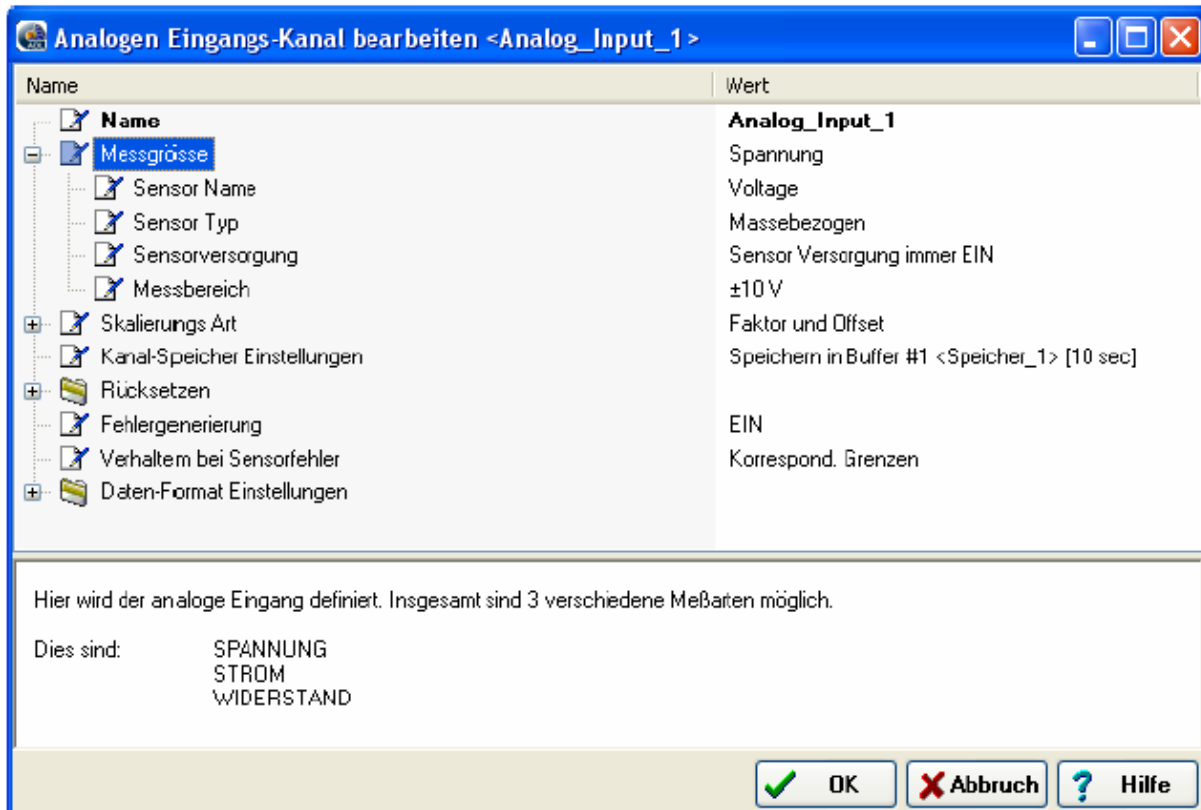 Analogen Eingangs-Kanal bearbeiten <Analog_Input_1>
Name Wert
Name Analog_Input_1
Messgrösse Spannung
Sensor Name Voltage
Sensor Typ Massebezogen
Sensorversorgung Sensor Versorgung immer EIN
Messbereich ±10 V
Skalierungs Art Faktor und Offset
Kanal-Speicher Einstellungen Speichern in Buffer #1 <Speicher_1> [10 sec]
Rücksetzen
Fehlergenerierung EIN
Verhaltem bei Sensorfehler Korrespond. Grenzen
Daten-Format Einstellungen
Hier wird der analoge Eingang definiert. Insgesamt sind 3 verschiedene Meßarten möglich.
Dies sind: SPANNUNG
STROM
WIDERSTAND
OK Abbruch ? Hilfe